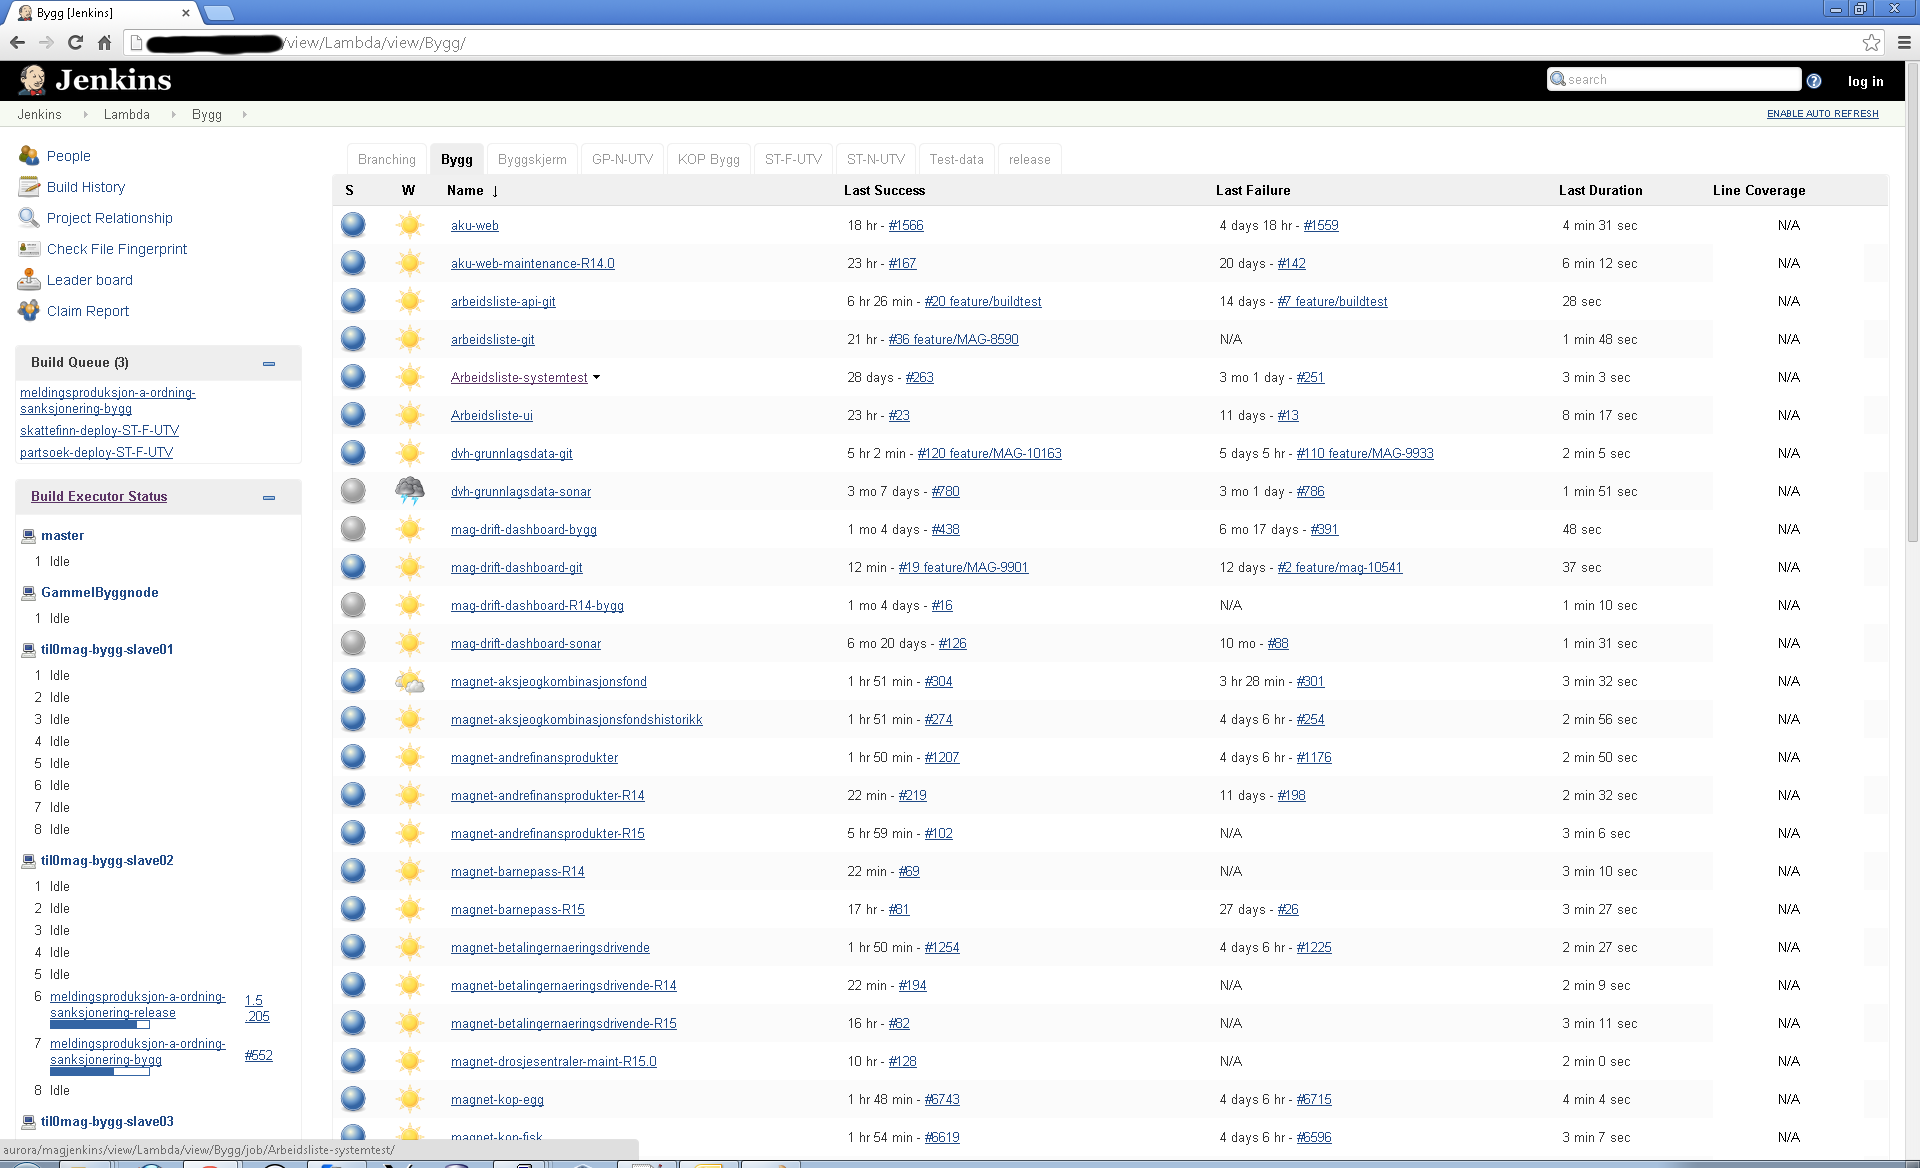 Bygg [Jenkins]
/view/Lambda/view/Bygg/
Jenkins
search
log in
Jenkins Lambda Bygg
ENABLE AUTO REFRESH
People
Build History
Project Relationship
Check File Fingerprint
Leader board
Claim Report
Build Queue (3)
meldingsproduksjon-a-ordning-
sanksjonering-bygg
skattefinn-deploy-ST-F-UTV
partsoek-deploy-ST-F-UTV
Build Executor Status
master
1 Idle
GammelByggnode
1 Idle
til0mag-bygg-slave01
1 Idle
2 Idle
3 Idle
4 Idle
5 Idle
6 Idle
7 Idle
8 Idle
til0mag-bygg-slave02
1 Idle
2 Idle
3 Idle
4 Idle
5 Idle
6 meldingsproduksjon-a-ordning- 1.5
sanksjonering-release .205
7 meldingsproduksjon-a-ordning-
sanksjonering-bygg #552
8 Idle
til0mag-bygg-slave03
Branching Bygg Byggskjerm GP-N-UTV KOP Bygg ST-F-UTV ST-N-UTV Test-data release
S W Name ↓ Last Success Last Failure Last Duration Line Coverage
aku-web 18 hr - #1566 4 days 18 hr - #1559 4 min 31 sec N/A
aku-web-maintenance-R14.0 23 hr - #167 20 days - #142 6 min 12 sec N/A
arbeidsliste-api-git 6 hr 26 min - #20 feature/buildtest 14 days - #7 feature/buildtest 28 sec N/A
arbeidsliste-git 21 hr - #36 feature/MAG-8590 N/A 1 min 48 sec N/A
Arbeidsliste-systemtest 28 days - #263 3 mo 1 day - #251 3 min 3 sec N/A
Arbeidsliste-ui 23 hr - #23 11 days - #13 8 min 17 sec N/A
dvh-grunnlagsdata-git 5 hr 2 min - #120 feature/MAG-10163 5 days 5 hr - #110 feature/MAG-9933 2 min 5 sec N/A
dvh-grunnlagsdata-sonar 3 mo 7 days - #780 3 mo 1 day - #786 1 min 51 sec N/A
mag-drift-dashboard-bygg 1 mo 4 days - #438 6 mo 17 days - #391 48 sec N/A
mag-drift-dashboard-git 12 min - #19 feature/MAG-9901 12 days - #2 feature/mag-10541 37 sec N/A
mag-drift-dashboard-R14-bygg 1 mo 4 days - #16 N/A 1 min 10 sec N/A
mag-drift-dashboard-sonar 6 mo 20 days - #126 10 mo - #88 1 min 31 sec N/A
magnet-aksjeogkombinasjonsfond 1 hr 51 min - #304 3 hr 28 min - #301 3 min 32 sec N/A
magnet-aksjeogkombinasjonsfondshistorikk 1 hr 51 min - #274 4 days 6 hr - #254 2 min 56 sec N/A
magnet-andrefinansprodukter 1 hr 50 min - #1207 4 days 6 hr - #1176 2 min 50 sec N/A
magnet-andrefinansprodukter-R14 22 min - #219 11 days - #198 2 min 32 sec N/A
magnet-andrefinansprodukter-R15 5 hr 59 min - #102 N/A 3 min 6 sec N/A
magnet-barnepass-R14 22 min - #69 N/A 3 min 10 sec N/A
magnet-barnepass-R15 17 hr - #81 27 days - #26 3 min 27 sec N/A
magnet-betalingernaeringsdrivende 1 hr 50 min - #1254 4 days 6 hr - #1225 2 min 27 sec N/A
magnet-betalingernaeringsdrivende-R14 22 min - #194 N/A 2 min 9 sec N/A
magnet-betalingernaeringsdrivende-R15 16 hr - #82 N/A 3 min 11 sec N/A
magnet-drosjesentraler-maint-R15.0 10 hr - #128 N/A 2 min 0 sec N/A
magnet-kop-egg 1 hr 48 min - #6743 4 days 6 hr - #6715 4 min 4 sec N/A
magnet-kop-fisk 1 hr 54 min - #6619 4 days 6 hr - #6596 3 min 7 sec N/A
aurora/magjenkins/view/Lambda/view/Bygg/job/Arbeidsliste-systemtest/